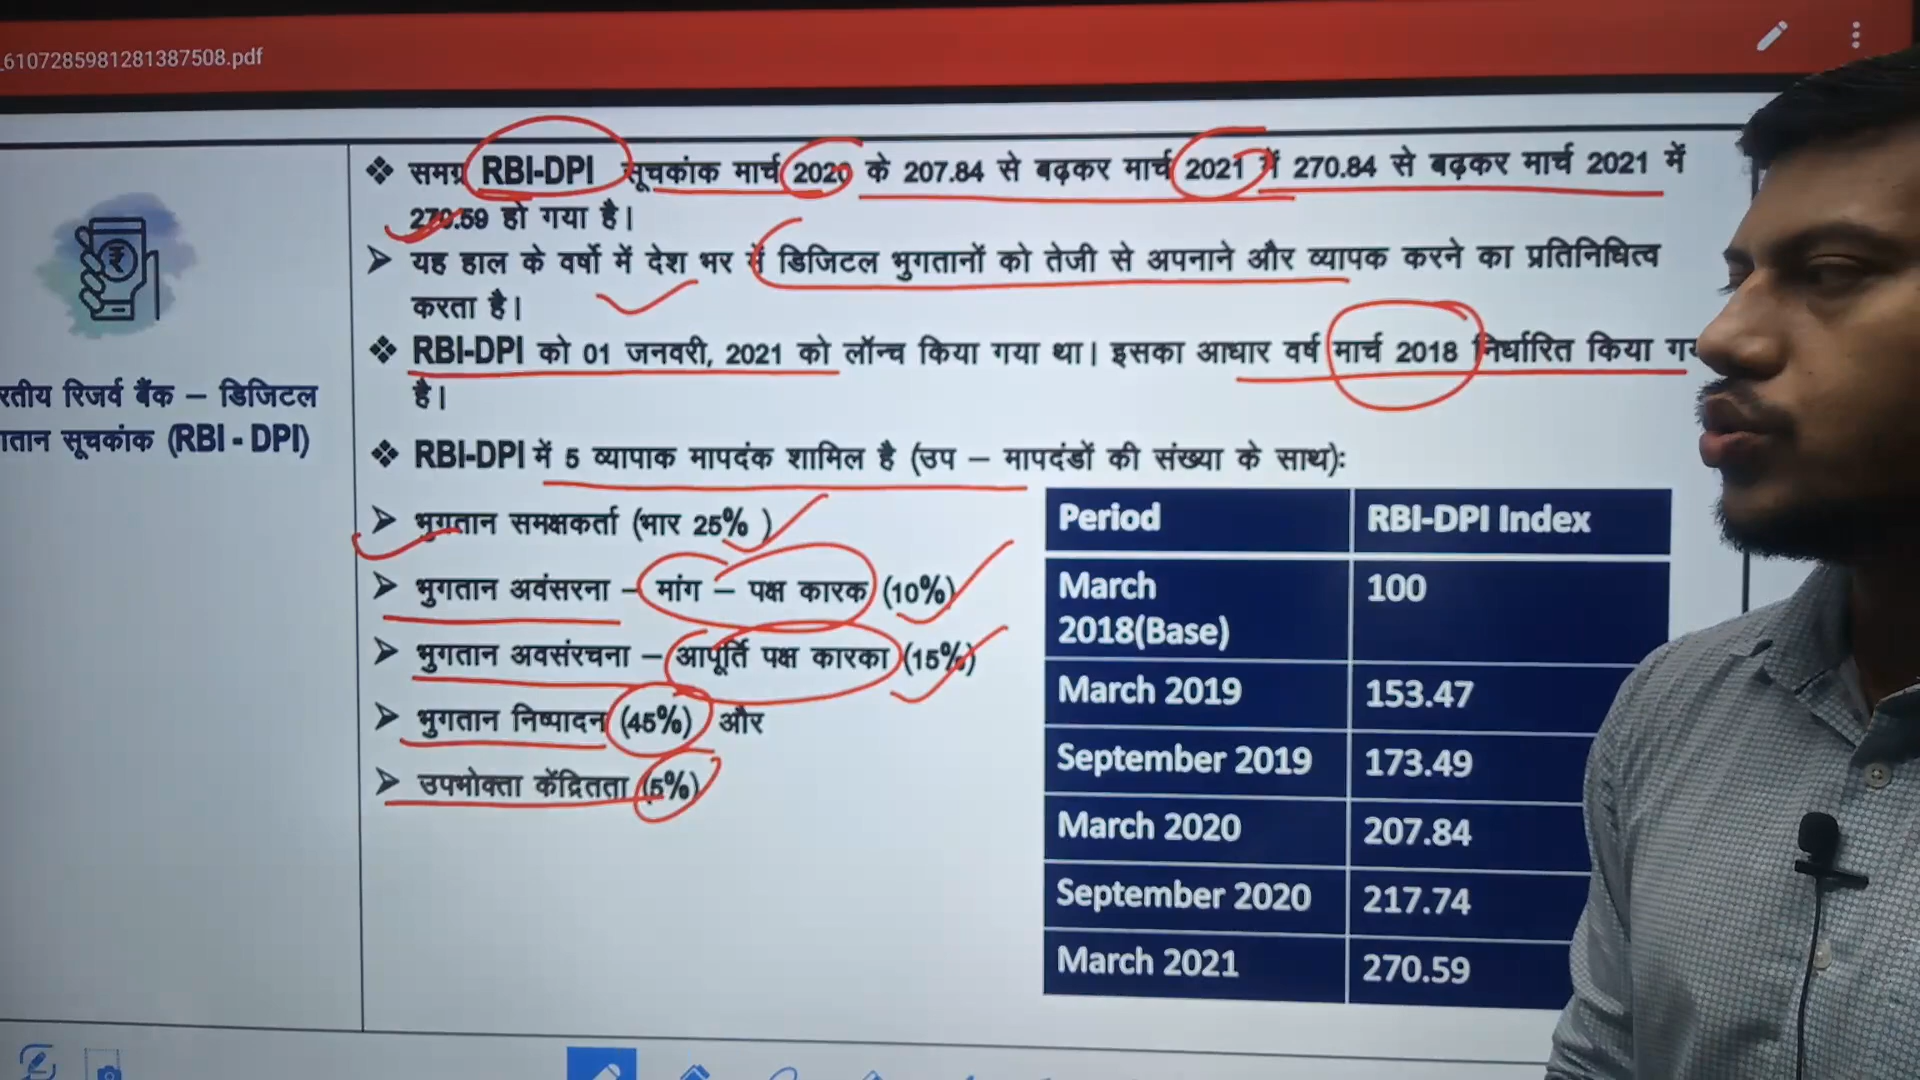 _6107285981281387508.pdf
❖ समग्र RBI-DPI सूचकांक मार्च 2020 के 207.84 से बढ़कर मार्च 2021 में 270.84 से बढ़कर मार्च 2021 में
270.59 हो गया है।
➤ यह हाल के वर्षो में देश भर में डिजिटल भुगतानों को तेजी से अपनाने और व्यापक करने का प्रतिनिधित्व
करता है।
❖ RBI-DPI को 01 जनवरी, 2021 को लॉन्च किया गया था। इसका आधार वर्ष मार्च 2018 निर्धारित किया
है।
रतीय रिजर्व बैंक – डिजिटल
गतान सूचकांक (RBI - DPI)
❖ RBI-DPI में 5 व्यापाक मापदंक शामिल है (उप – मापदंडों की संख्या के साथ):
➤ भुगतान समक्षकर्ता (भार 25% )
➤ भुगतान अवंसरना – मांग – पक्ष कारक (10%)
➤ भुगतान अवसंरचना – आपूर्ति पक्ष कारका (15%)
➤ भुगतान निष्पादन (45%) और
➤ उपभोक्ता केंद्रितता (5%)
Period RBI-DPI Index
March 100
2018(Base)
March 2019 153.47
September 2019 173.49
March 2020 207.84
September 2020 217.74
March 2021 270.59